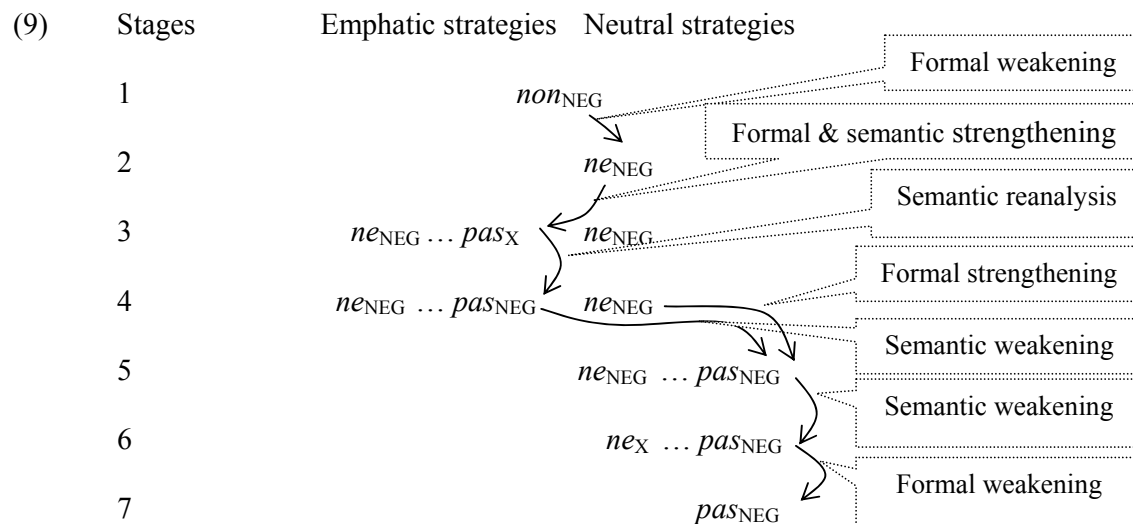 (9) Stages Emphatic strategies Neutral strategies
Formal weakening
1 nonNEG
Formal & semantic strengthening
2 neNEG
Semantic reanalysis
3 neNEG … pasX neNEG
Formal strengthening
4 neNEG … pasNEG neNEG
Semantic weakening
5 neNEG … pasNEG
Semantic weakening
6 neX … pasNEG
Formal weakening
7 pasNEG